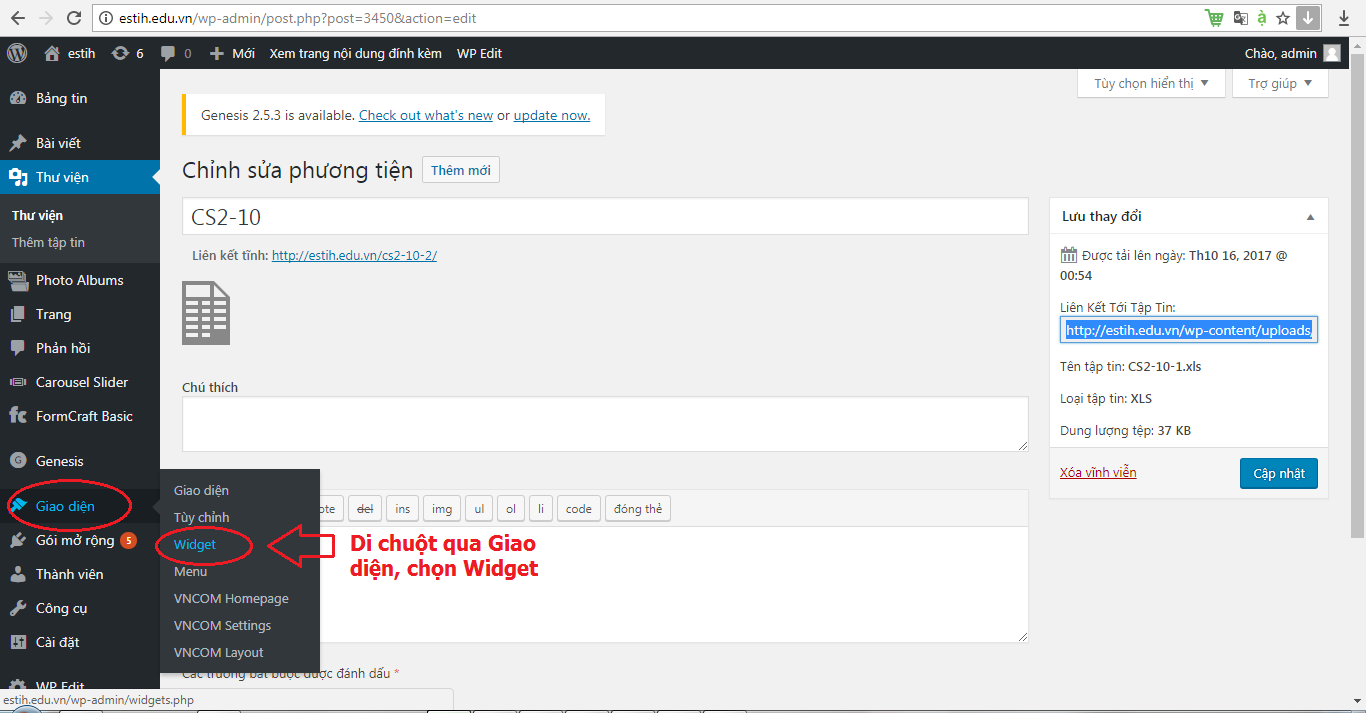 estih.edu.vn/wp-admin/post.php?post=3450&action=edit
estih 6 0 Mới Xem trang nội dung đính kèm WP Edit Chào, admin
Tùy chọn hiển thị Trợ giúp
Bảng tin
Bài viết
Thư viện
Thư viện
Thêm tập tin
Photo Albums
Trang
Phản hồi
Carousel Slider
FormCraft Basic
Genesis
Giao diện
Gói mở rộng 5
Thành viên
Công cụ
Cài đặt
WP Edit
Genesis 2.5.3 is available. Check out what's new or update now.
Chỉnh sửa phương tiện Thêm mới
CS2-10
Liên kết tĩnh: http://estih.edu.vn/cs2-10-2/
Chú thích
del ins img ul ol li code đóng thẻ
Giao diện
Tùy chỉnh
Widget
Menu
VNCOM Homepage
VNCOM Settings
VNCOM Layout
Di chuột qua Giao
diện, chọn Widget
Các trường bắt buộc được đánh dấu *
Lưu thay đổi
Được tải lên ngày: Th10 16, 2017 @
00:54
Liên Kết Tới Tập Tin:
http://estih.edu.vn/wp-content/uploads
Tên tập tin: CS2-10-1.xls
Loại tập tin: XLS
Dung lượng tệp: 37 KB
Xóa vĩnh viễn Cập nhật
estih.edu.vn/wp-admin/widgets.php